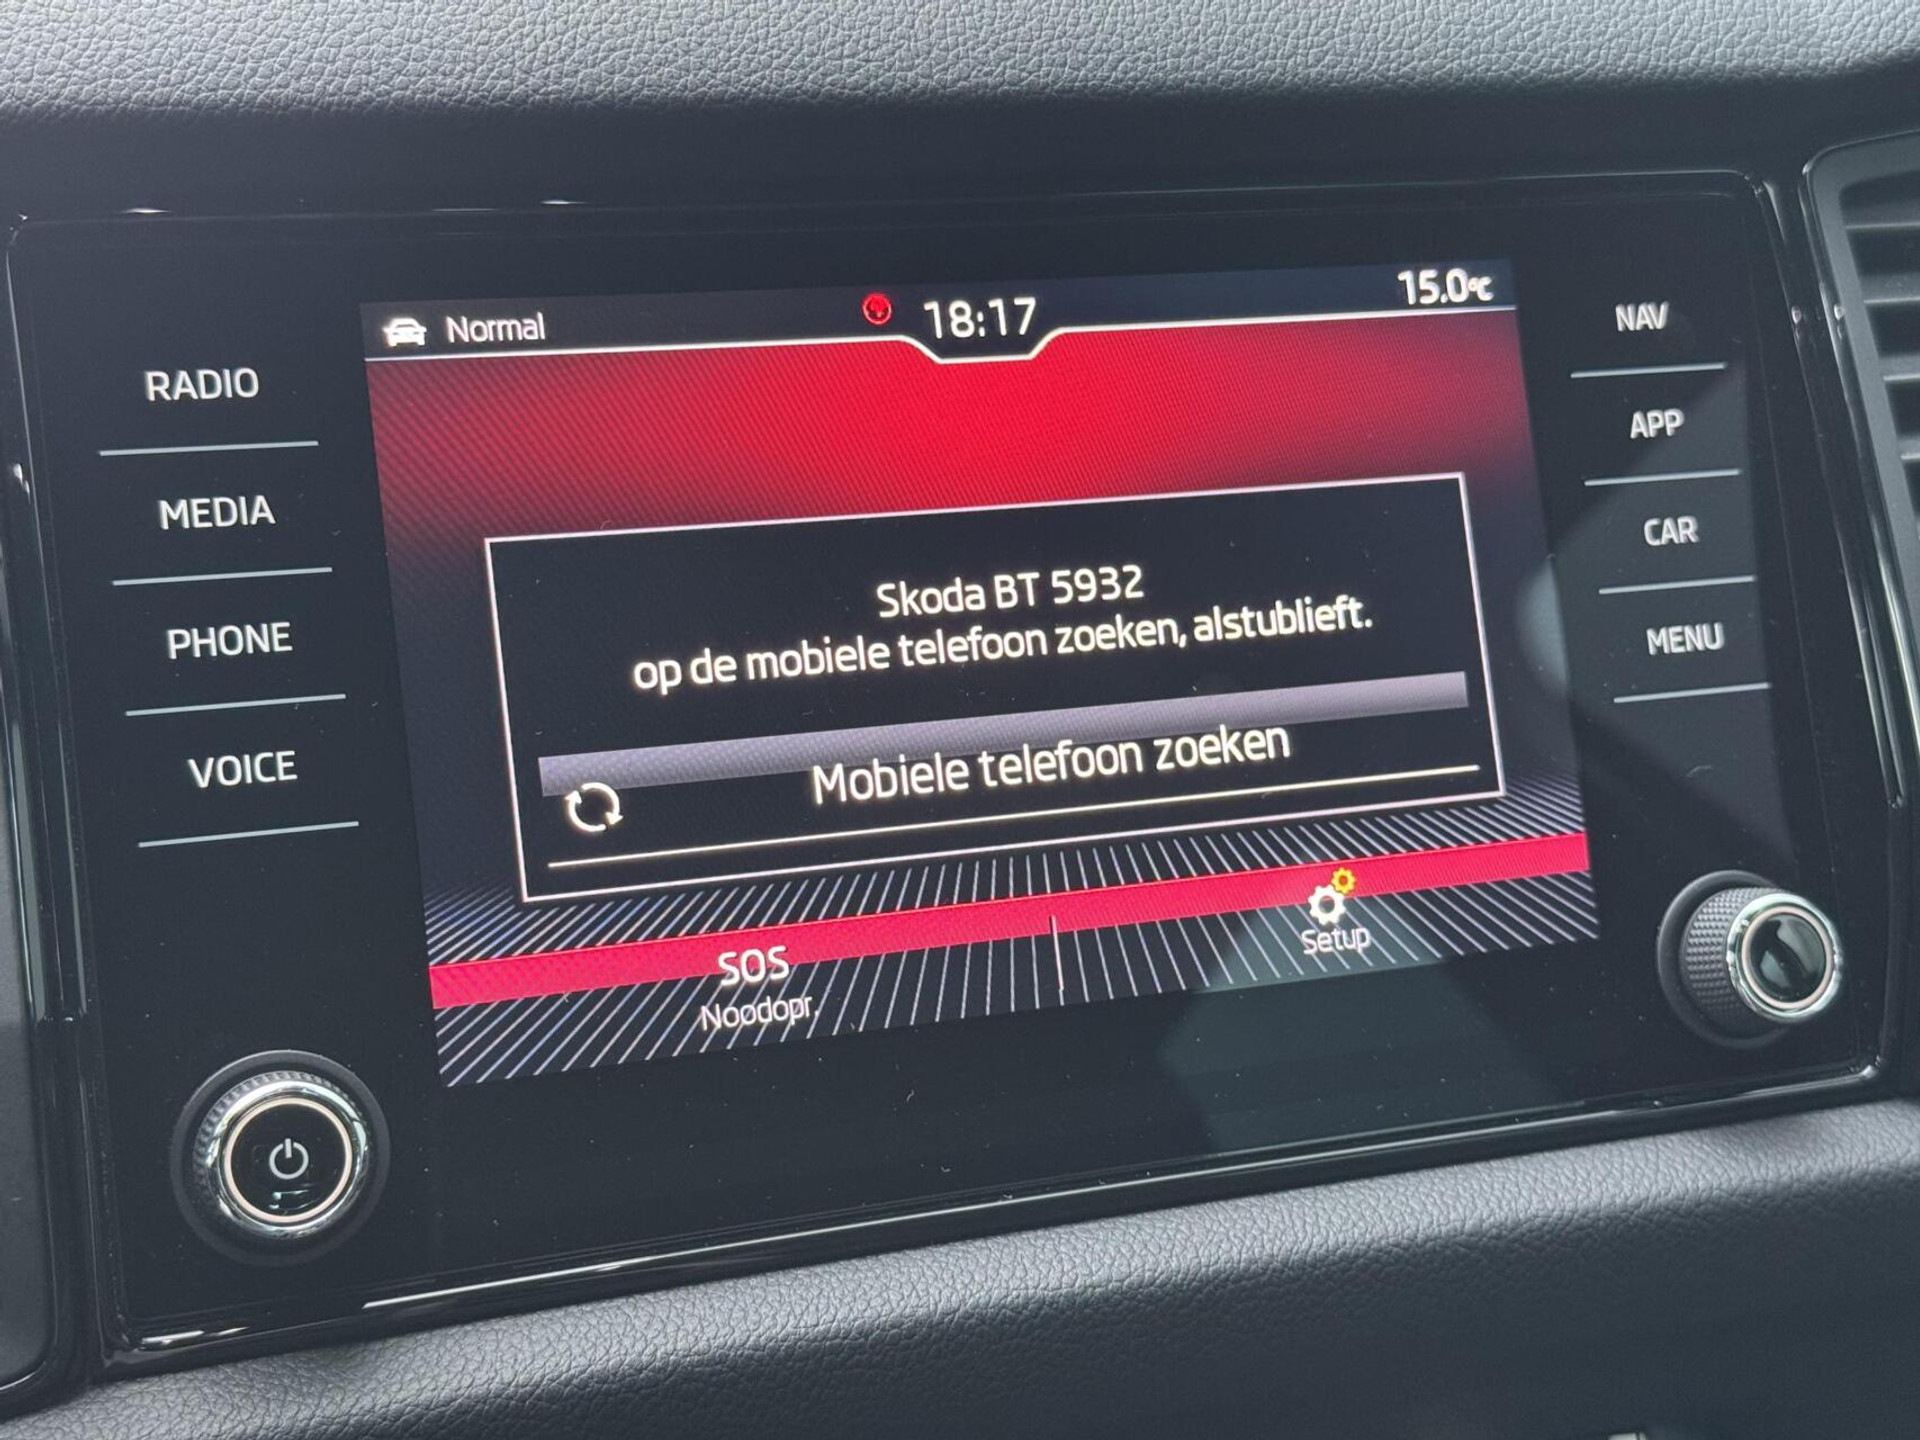 Normal
18:17
15.0°C
RADIO
MEDIA
PHONE
VOICE
Skoda BT 5932
op de mobiele telefoon zoeken, alstublieft.
Mobiele telefoon zoeken
SOS
Noodopr.
Setup
NAV
APP
CAR
MENU